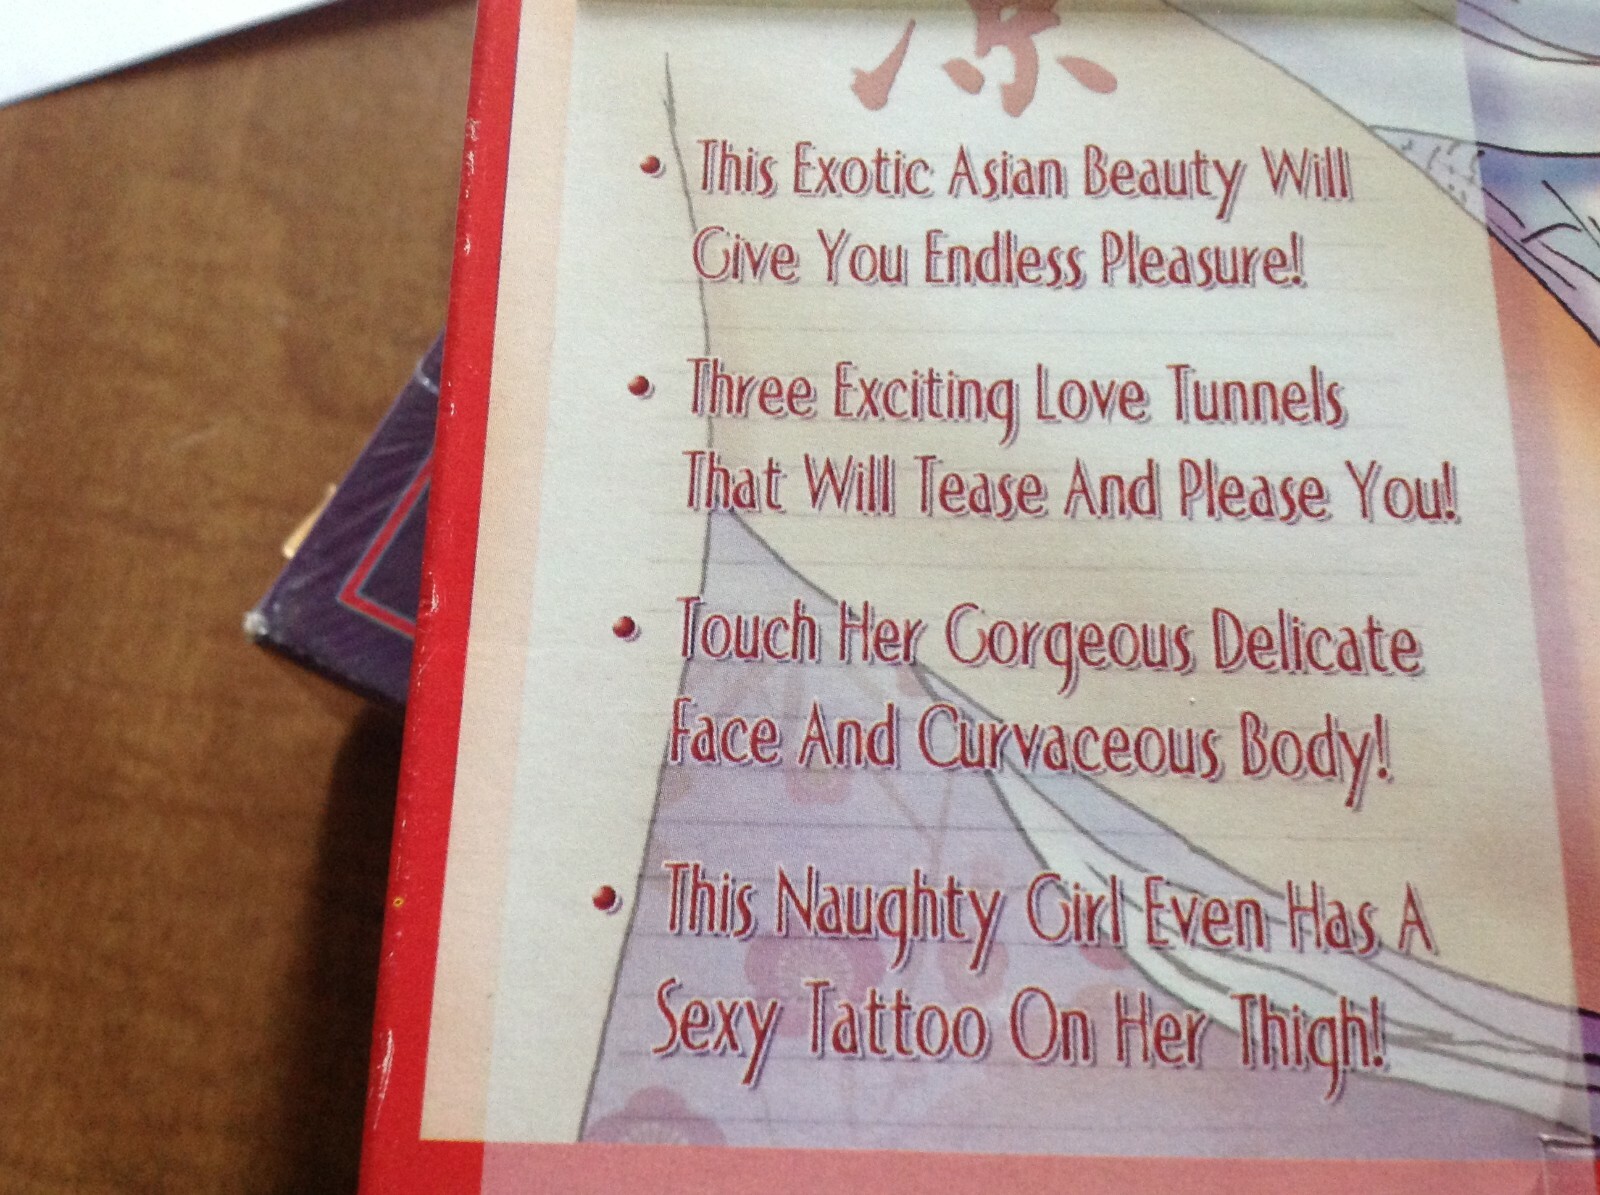 This Exotic Asian Beauty Will
Give You Endless Pleasure!
Three Exciting Love Tunnels
That Will Tease And Please You!
Touch Her Gorgeous Delicate
Face And Curvaceous Body!
This Naughty Girl Even Has A
Sexy Tattoo On Her Thigh!